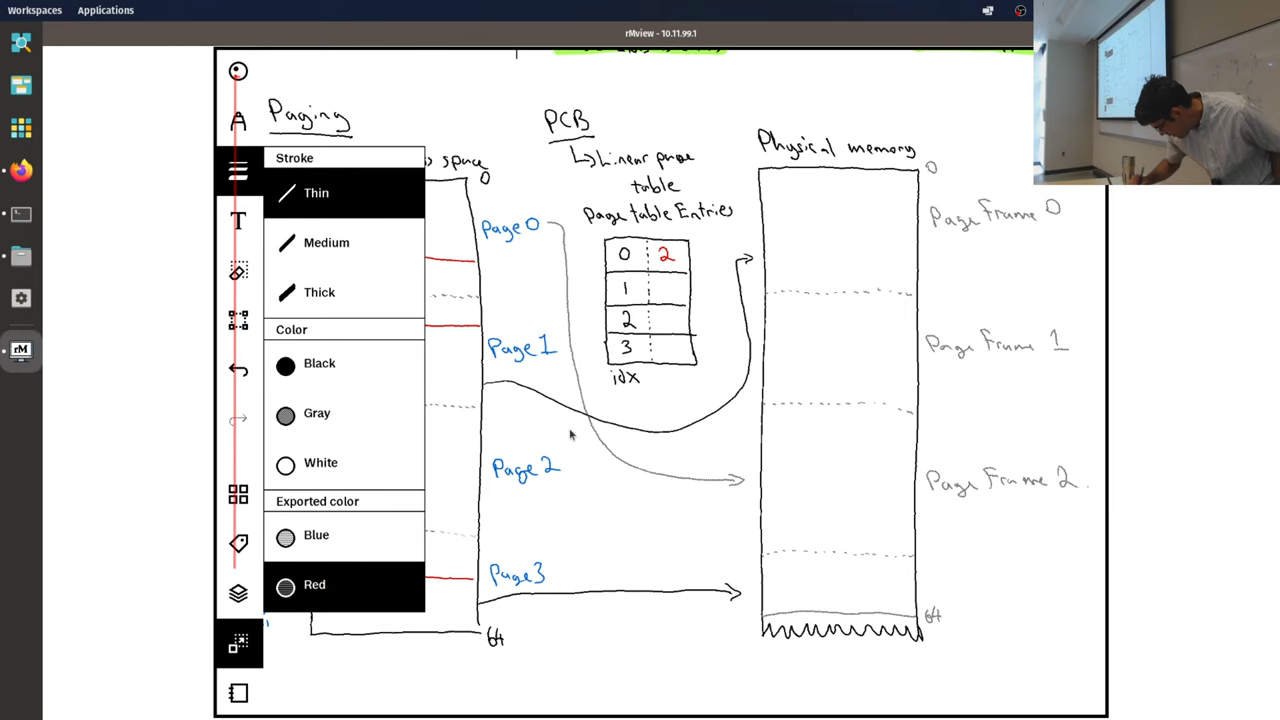 Workspaces Applications
rMview - 10.11.99.1
Paging
PCB
Linear page
table
Page table Entries
Physical memory
space
0
0
Stroke
Thin
Medium
Thick
Color
Black
Gray
White
Exported color
Blue
Red
T
rM
Page 0
Page 1
Page 2
Page 3
64
0 2
1
2
3
idx
Page Frame 0
Page Frame 1
Page Frame 2
64